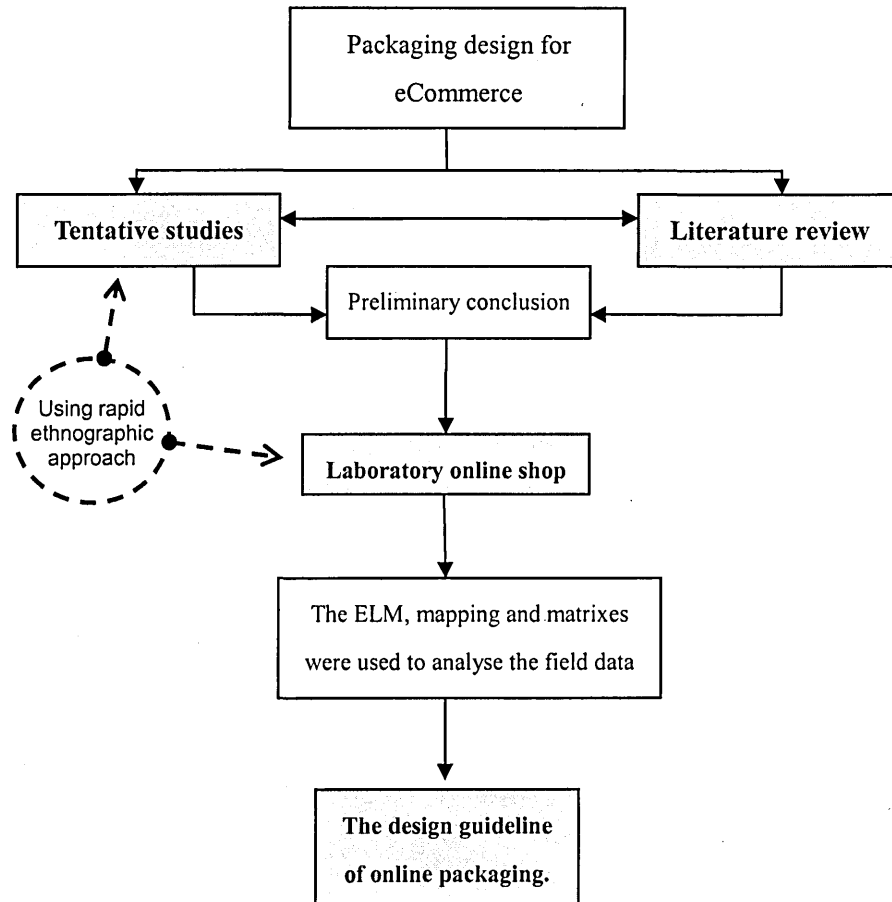 Packaging design for
eCommerce
Tentative studies
Literature review
Preliminary conclusion
Using rapid
ethnographic
approach
Laboratory online shop
The ELM, mapping and matrixes
were used to analyse the field data
The design guideline
of online packaging.